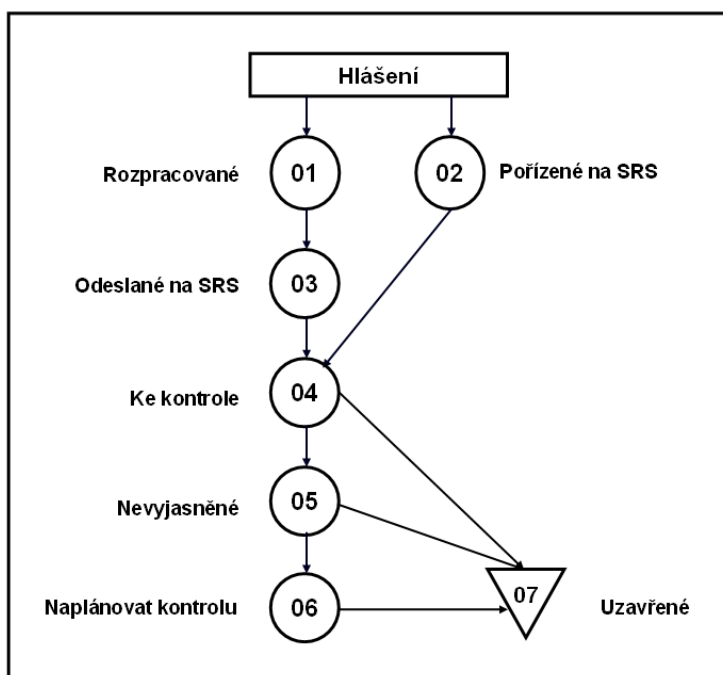 Hlášení
Rozpracované
01
02
Pořízené na SRS
Odeslané na SRS
03
Ke kontrole
04
Nevyjasněné
05
Naplánovat kontrolu
06
07
Uzavřené